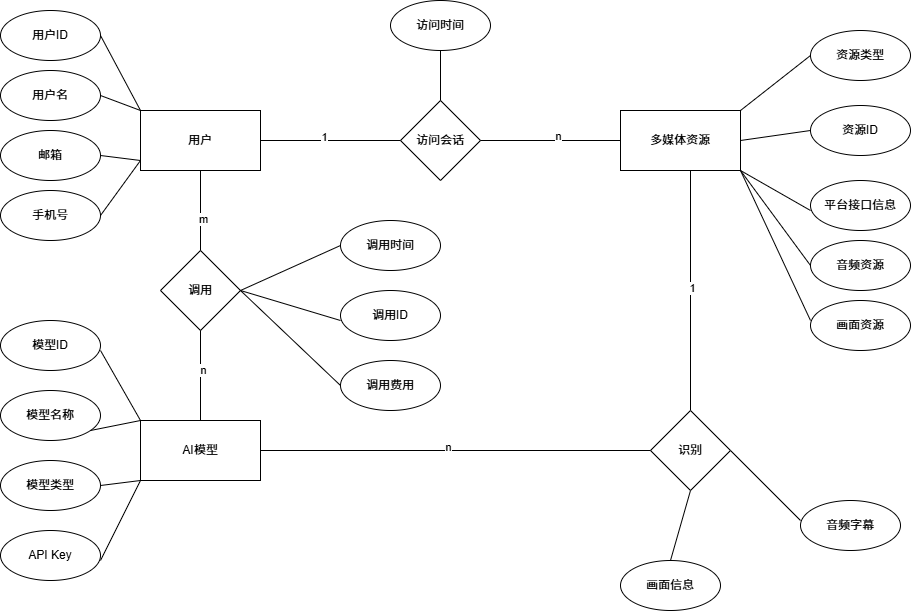 访问时间
用户ID
资源类型
用户名
资源ID
用户
1
访问会话
n
多媒体资源
邮箱
平台接口信息
手机号
m
调用时间
音频资源
调用
1
调用ID
画面资源
模型ID
n
调用费用
模型名称
AI模型
n
识别
模型类型
音频字幕
API Key
画面信息